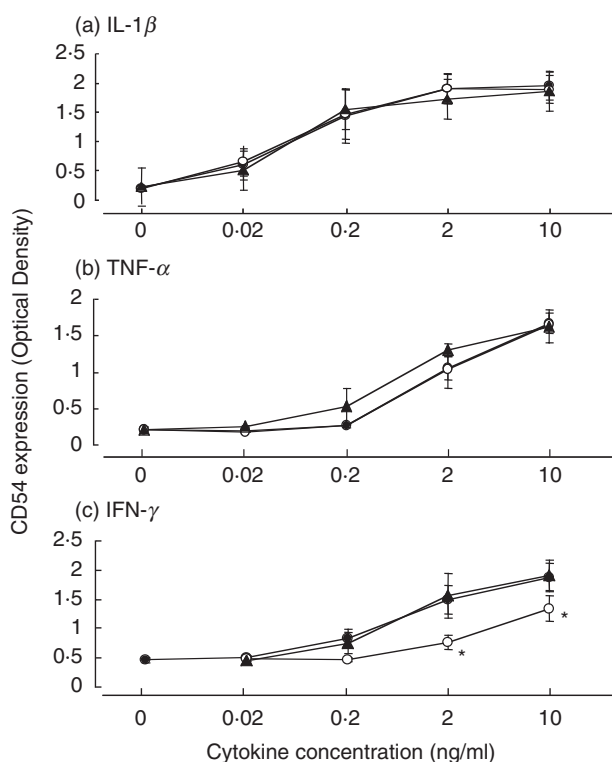 (a) IL-1β
2·5
2
1·5
1
0·5
0
0 0·02 0·2 2 10
(b) TNF-α
2
1·5
1
0·5
0
0 0·02 0·2 2 10
(c) IFN-γ
2·5
2
1·5
1
0·5
0
*
*
0 0·02 0·2 2 10
CD54 expression (Optical Density)
Cytokine concentration (ng/ml)